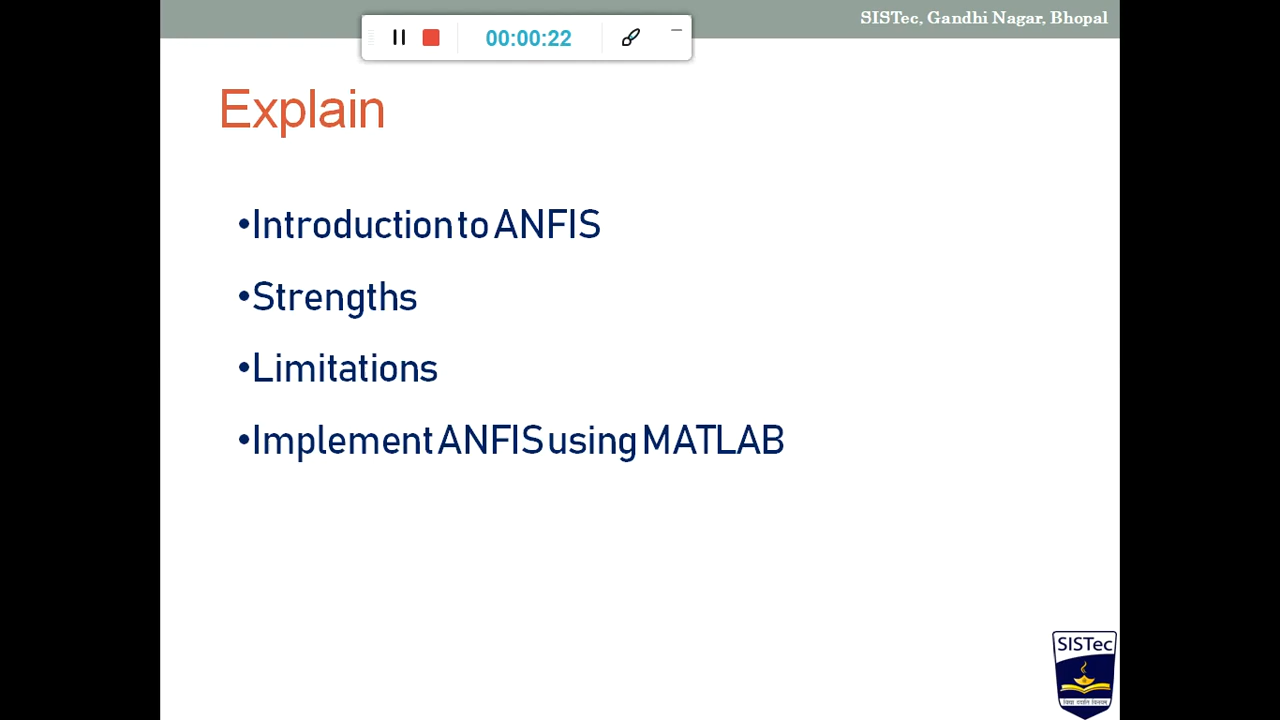 SISTec, Gandhi Nagar, Bhopal
00:00:22
Explain
•Introduction to ANFIS
•Strengths
•Limitations
•Implement ANFIS using MATLAB
SISTec